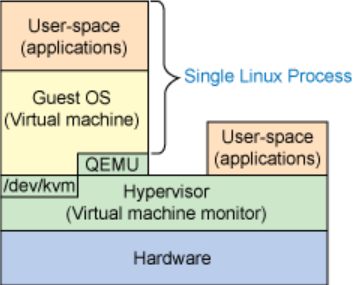 User-space
(applications)
Single Linux Process
Guest OS
(Virtual machine)
User-space
(applications)
QEMU
/dev/kvm
Hypervisor
(Virtual machine monitor)
Hardware